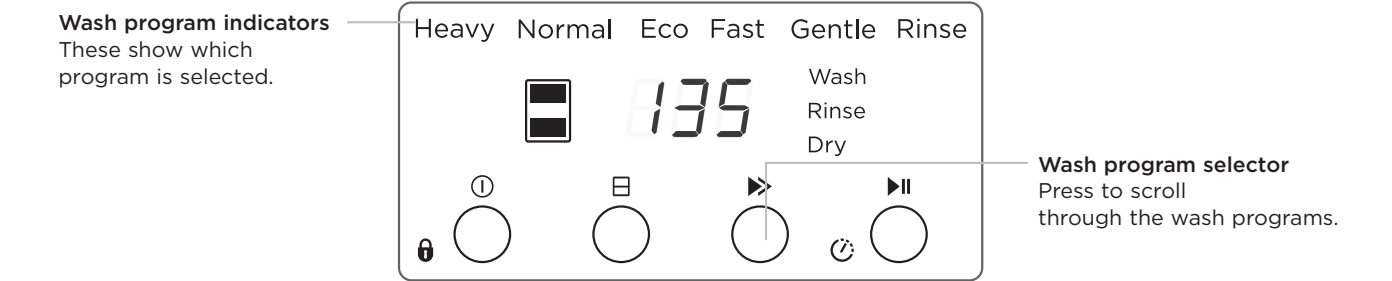 Wash program indicators
These show which
program is selected.
Heavy Normal Eco Fast Gentle Rinse
135
Wash
Rinse
Dry
Wash program selector
Press to scroll
through the wash programs.